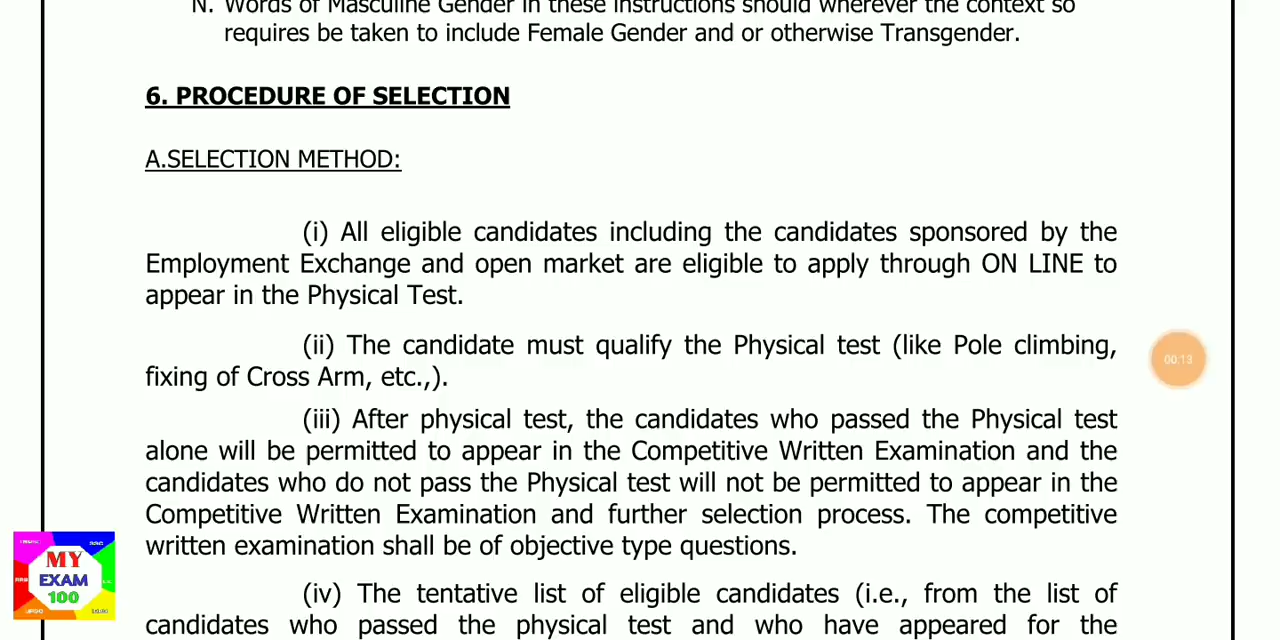 N. Words of Masculine Gender in these instructions should wherever the context so
requires be taken to include Female Gender and or otherwise Transgender.
6. PROCEDURE OF SELECTION
A.SELECTION METHOD:
(i) All eligible candidates including the candidates sponsored by the
Employment Exchange and open market are eligible to apply through ON LINE to
appear in the Physical Test.
(ii) The candidate must qualify the Physical test (like Pole climbing,
fixing of Cross Arm, etc.,).
00:13
(iii) After physical test, the candidates who passed the Physical test
alone will be permitted to appear in the Competitive Written Examination and the
candidates who do not pass the Physical test will not be permitted to appear in the
Competitive Written Examination and further selection process. The competitive
written examination shall be of objective type questions.
MY
EXAM
100
(iv) The tentative list of eligible candidates (i.e., from the list of
candidates who passed the physical test and who have appeared for the